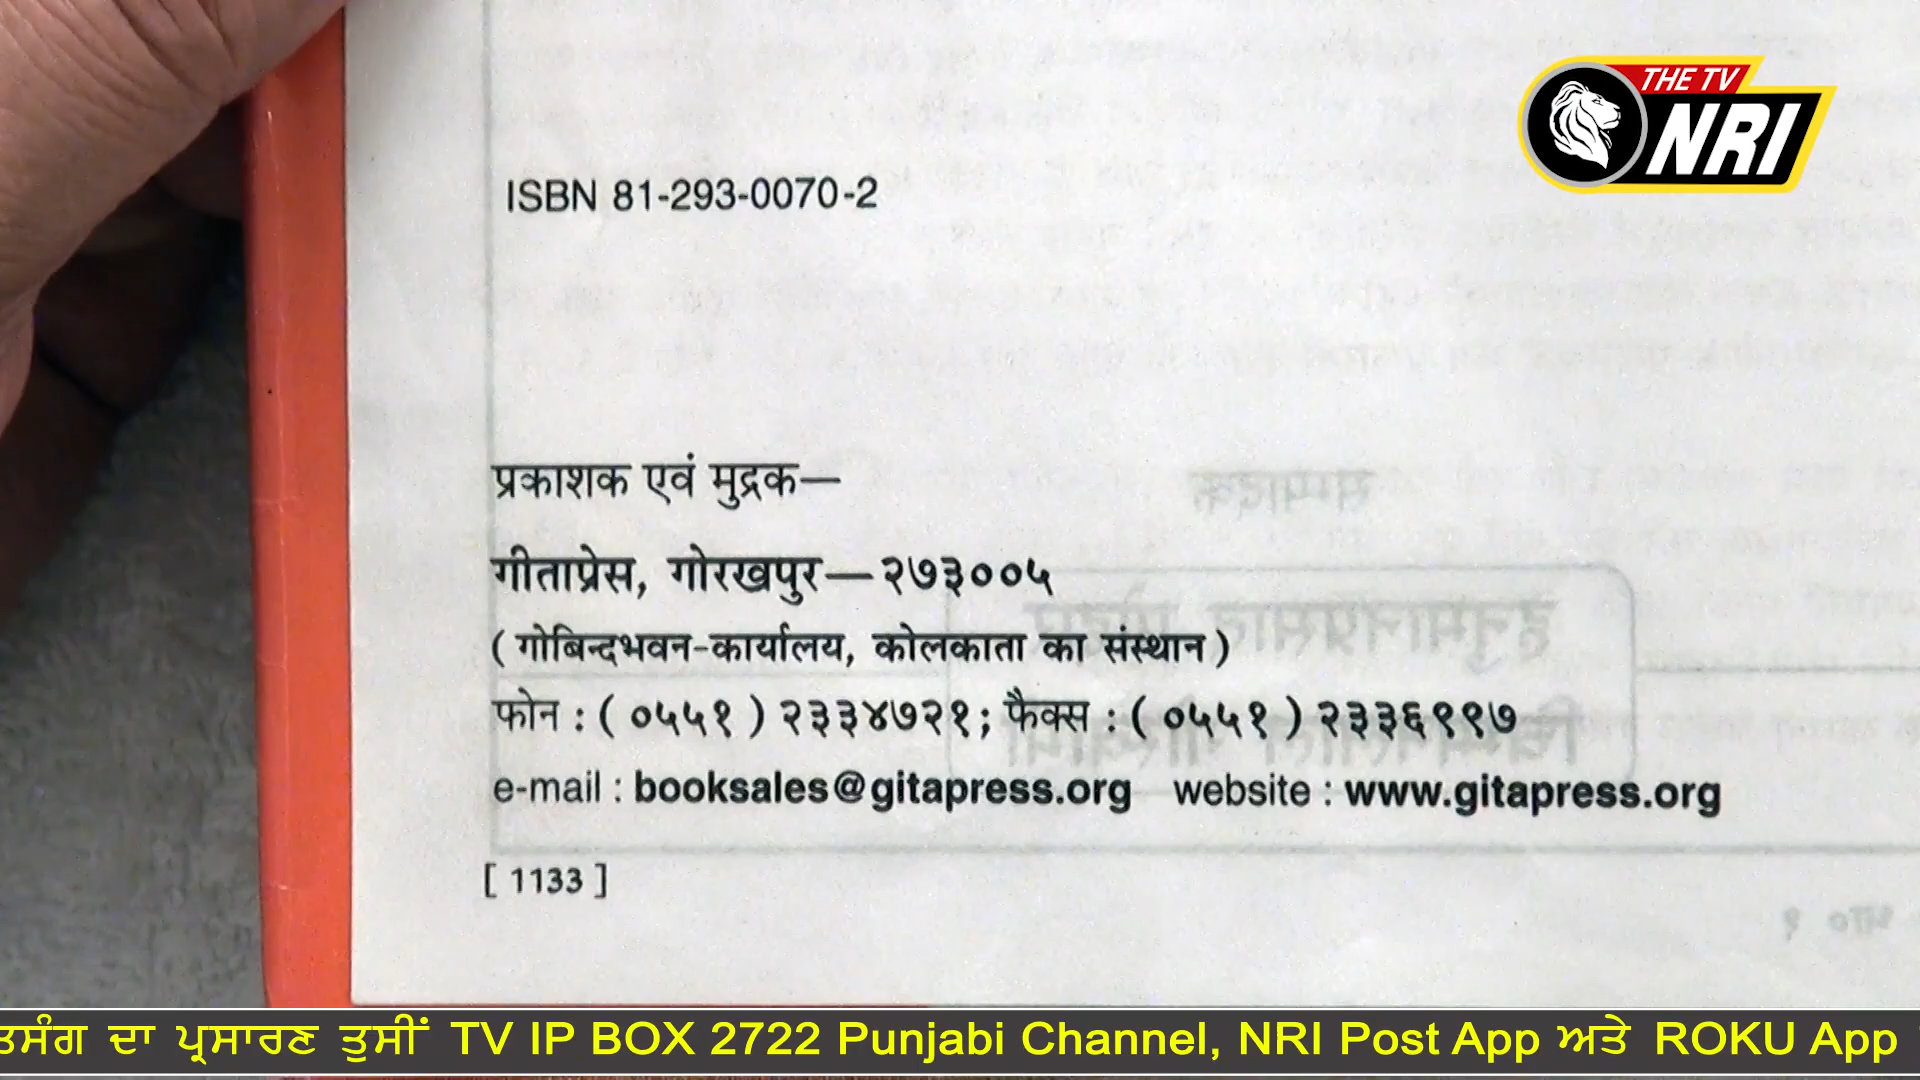 THE TV
NRI
ISBN 81-293-0070-2
प्रकाशक एवं मुद्रक—
गीताप्रेस, गोरखपुर—२७३००५
( गोबिन्दभवन-कार्यालय, कोलकाता का संस्थान )
फोन : ( ०५५१ ) २३३४७२१; फैक्स : ( ०५५१ ) २३३६९९७
e-mail : booksales@gitapress.org website : www.gitapress.org
[ 1133 ]
ਤਸੰਗ ਦਾ ਪ੍ਰਸਾਰਣ ਤੁਸੀਂ TV IP BOX 2722 Punjabi Channel, NRI Post App ਅਤੇ ROKU App